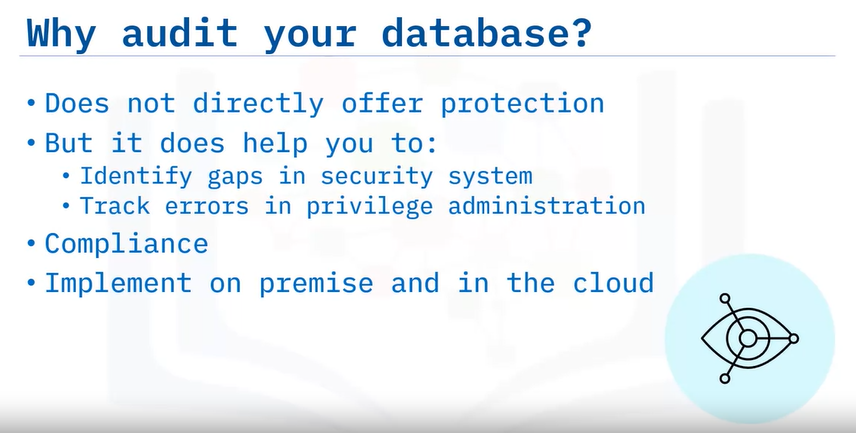 Why audit your database?
• Does not directly offer protection
• But it does help you to:
• Identify gaps in security system
• Track errors in privilege administration
• Compliance
• Implement on premise and in the cloud